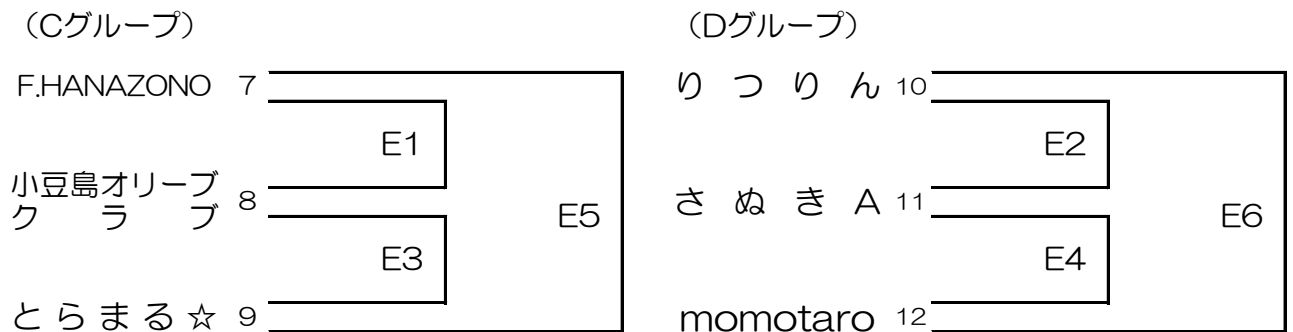 （Cグループ）
F.HANAZONO 7
E1
小豆島オリーブ
クラブ 8
E5
E3
とらまる☆ 9
（Dグループ）
りつりん 10
E2
さぬきA 11
E6
E4
momotaro 12